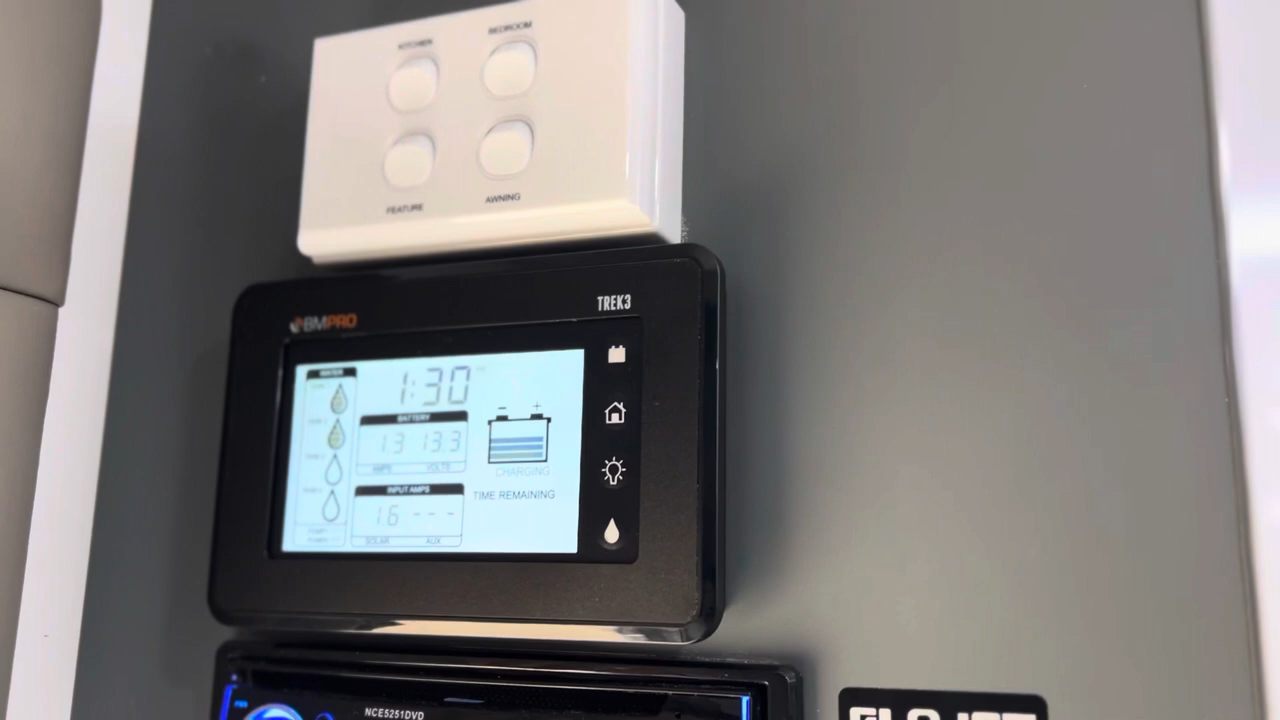 KITCHEN BEDROOM
FEATURE AWNING
BMPRO TREK3
WATER
1:30
BATTERY
13.3
AMPS VOLTS
CHARGING
INPUT AMPS
TIME REMAINING
16 ---
SOLAR AUX
NCE5251DVD